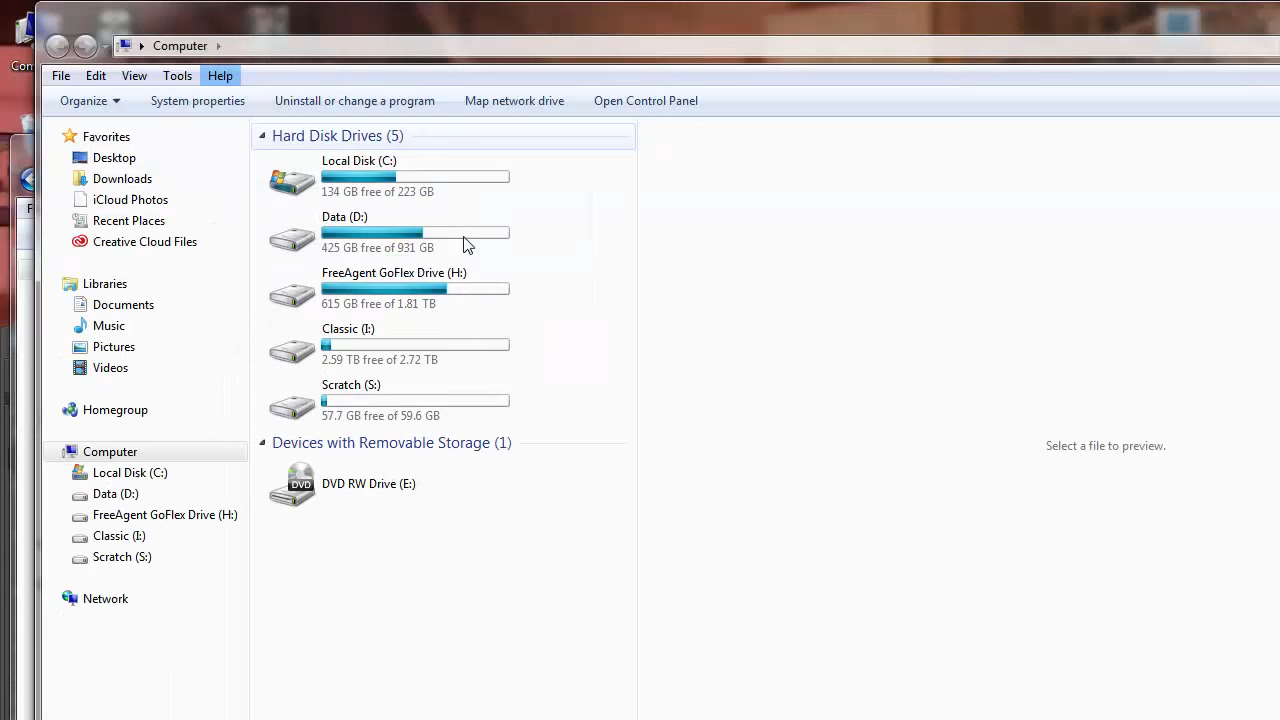 Computer
File Edit View Tools Help
Organize System properties Uninstall or change a program Map network drive Open Control Panel
Favorites
Desktop
Downloads
iCloud Photos
Recent Places
Creative Cloud Files
Libraries
Documents
Music
Pictures
Videos
Homegroup
Computer
Local Disk (C:)
Data (D:)
FreeAgent GoFlex Drive (H:)
Classic (I:)
Scratch (S:)
Network
Hard Disk Drives (5)
Local Disk (C:)
134 GB free of 223 GB
Data (D:)
425 GB free of 931 GB
FreeAgent GoFlex Drive (H:)
615 GB free of 1.81 TB
Classic (I:)
2.59 TB free of 2.72 TB
Scratch (S:)
57.7 GB free of 59.6 GB
Devices with Removable Storage (1)
DVD
DVD RW Drive (E:)
Select a file to preview.